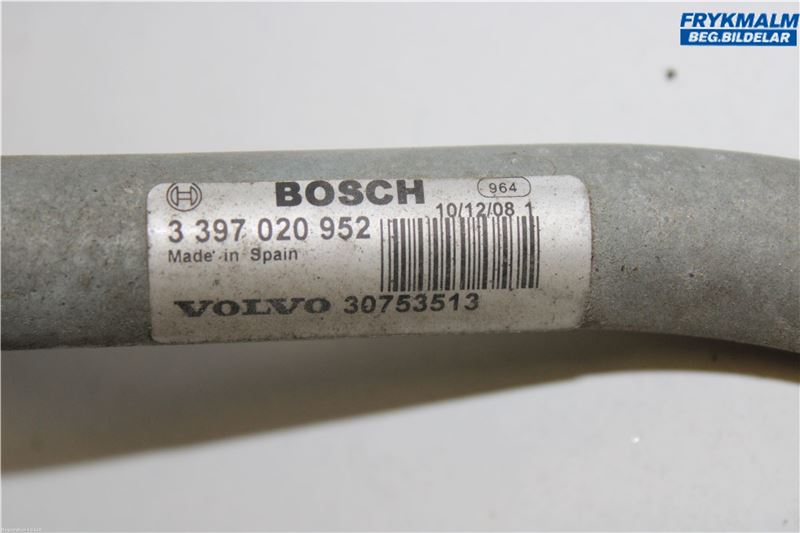 FRYKMALM
BEG.BILDELAR
BOSCH
964
3 397 020 952
10/12/08 1
Made in Spain
VOLVO 30753513